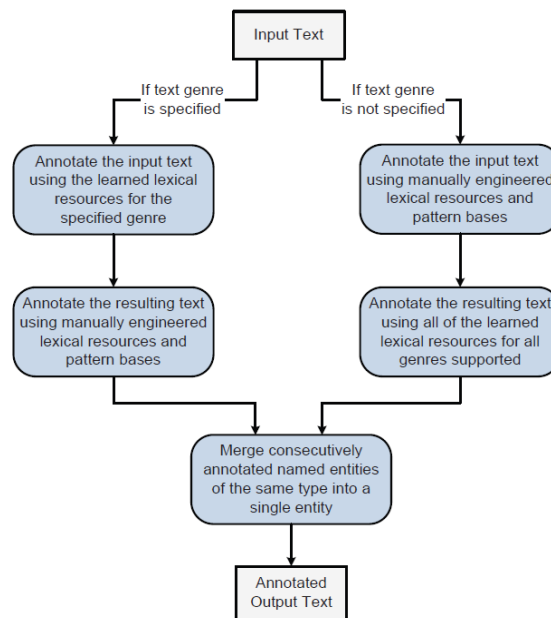 Input Text
If text genre
is specified
If text genre
is not specified
Annotate the input text
using the learned lexical
resources for the
specified genre
Annotate the input text
using manually engineered
lexical resources and
pattern bases
Annotate the resulting text
using manually engineered
lexical resources and
pattern bases
Annotate the resulting text
using all of the learned
lexical resources for all
genres supported
Merge consecutively
annotated named entities
of the same type into a
single entity
Annotated
Output Text